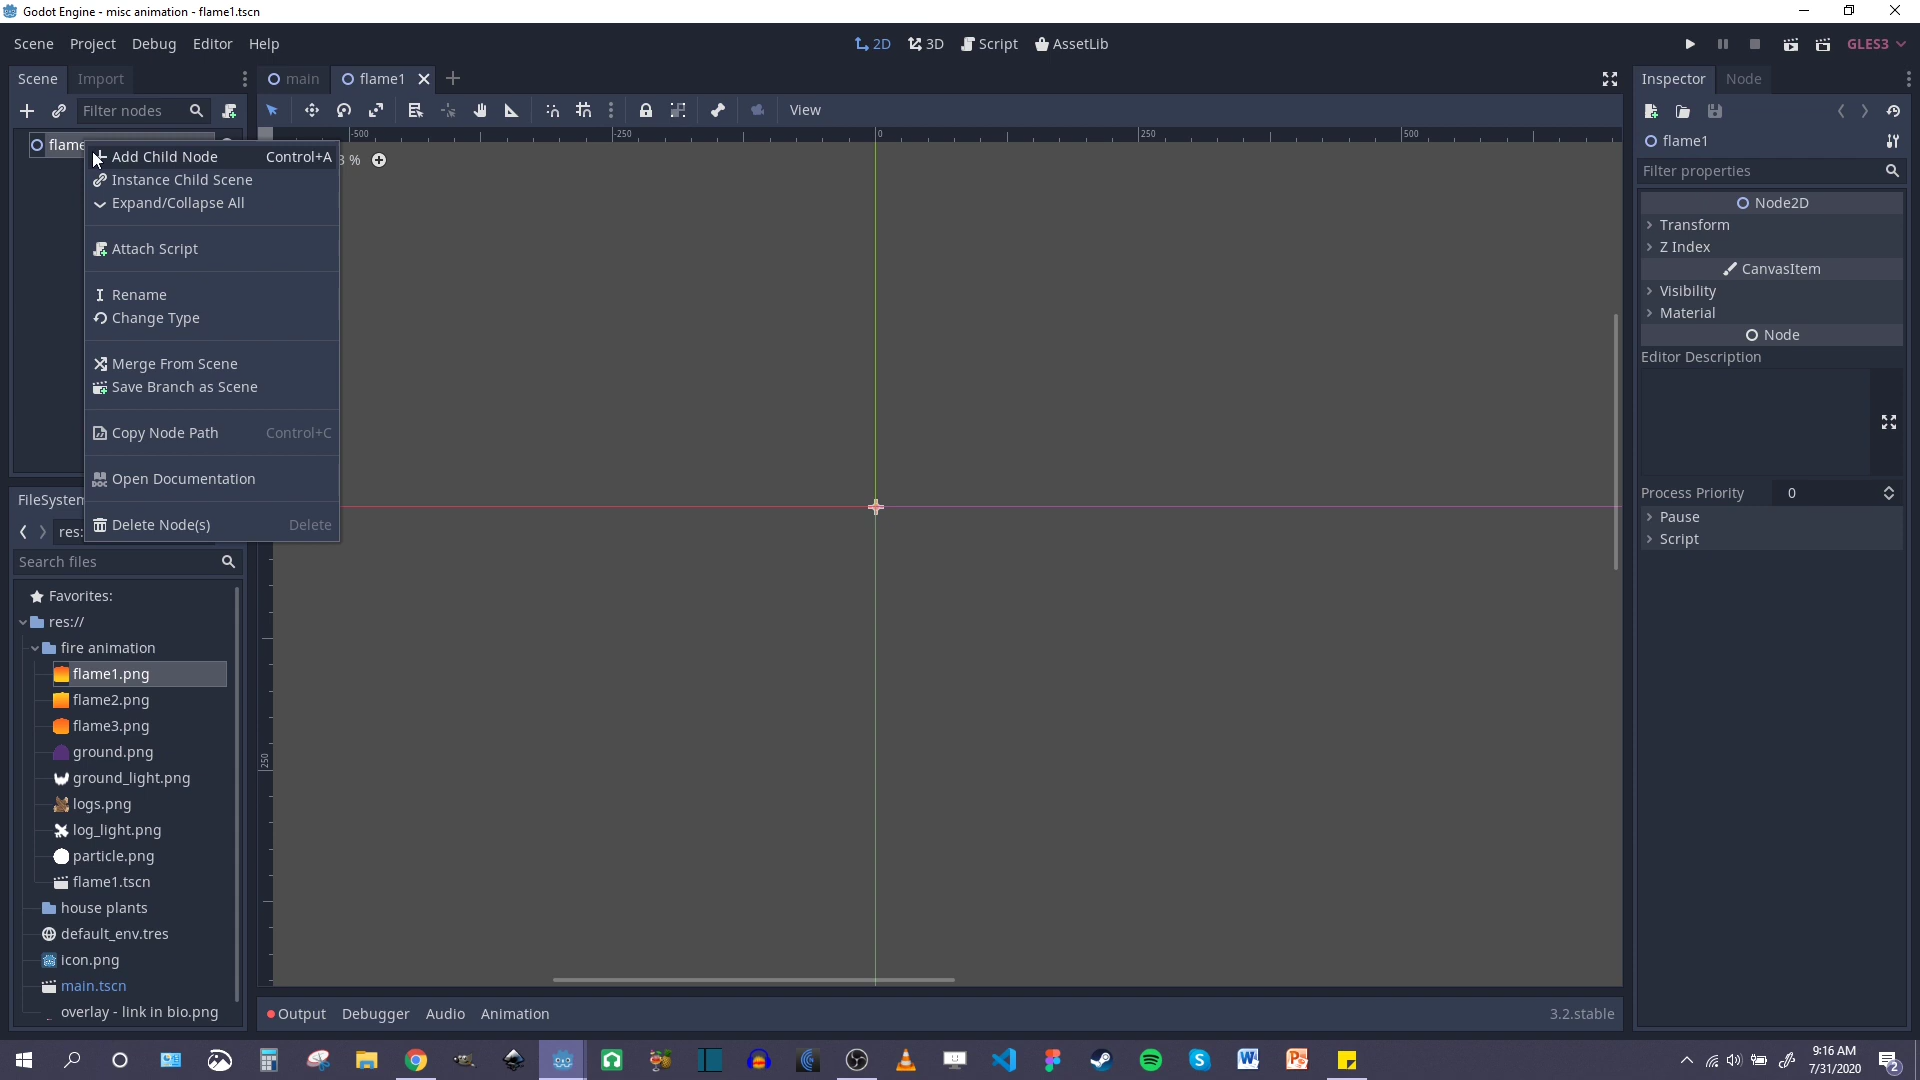 Godot Engine - misc animation - flame1.tscn
Scene Project Debug Editor Help
2D 3D Script AssetLib
GLES3
Scene Import
main flame1
Inspector Node
Filter nodes
View
flame
-500 -250 0 250 500
3 %
Add Child Node Control+A
Instance Child Scene
Expand/Collapse All
Attach Script
Rename
Change Type
Merge From Scene
Save Branch as Scene
Copy Node Path Control+C
Open Documentation
Delete Node(s) Delete
flame1
Filter properties
Node2D
Transform
Z Index
CanvasItem
Visibility
Material
Node
Editor Description
Process Priority 0
Pause
Script
FileSystem
res:
Search files
Favorites:
res://
fire animation
flame1.png
flame2.png
flame3.png
ground.png
ground_light.png
logs.png
log_light.png
particle.png
flame1.tscn
house plants
default_env.tres
icon.png
main.tscn
overlay - link in bio.png
250
Output Debugger Audio Animation
3.2.stable
9:16 AM
7/31/2020
2